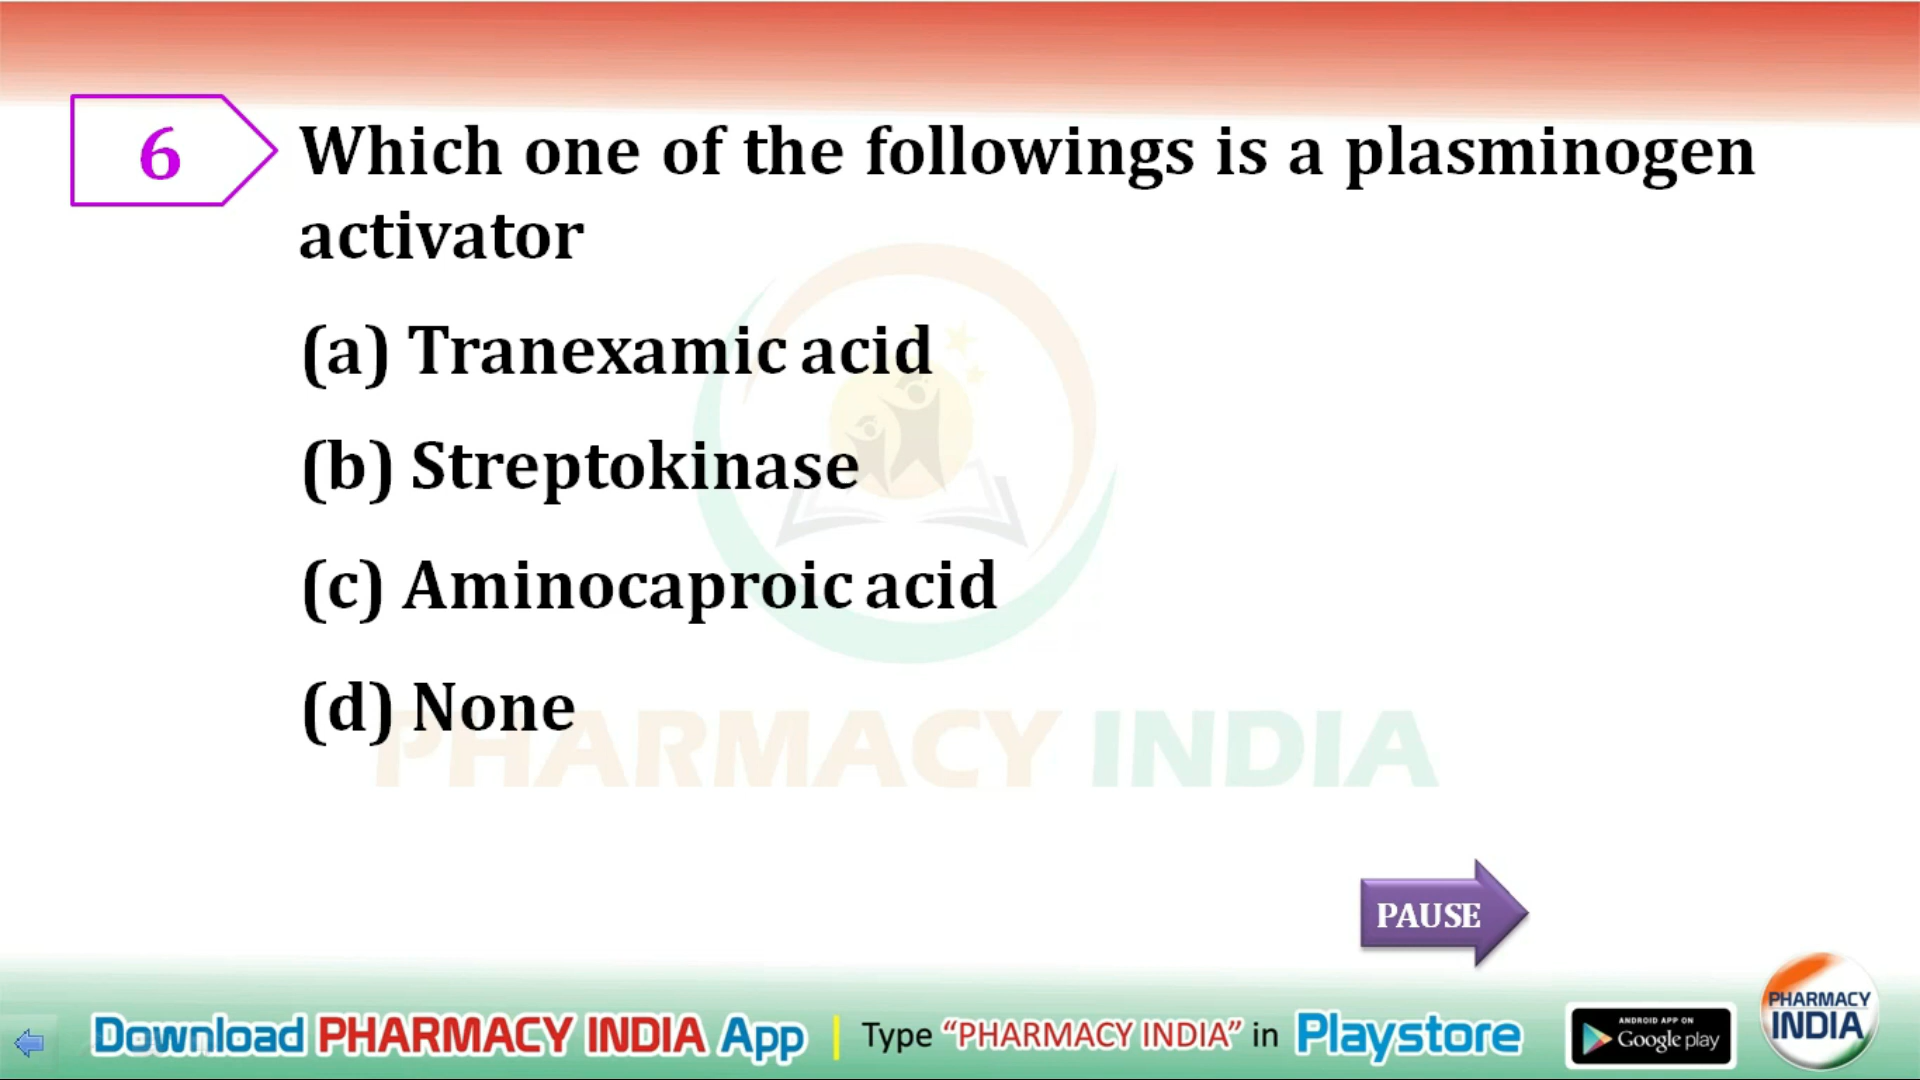 6
Which one of the followings is a plasminogen
activator
(a) Tranexamic acid
(b) Streptokinase
(c) Aminocaproic acid
(d) None
PHARMACY INDIA
PAUSE
Download PHARMACY INDIA App | Type “PHARMACY INDIA” in Playstore
ANDROID APP ON
Google play
PHARMACY
INDIA